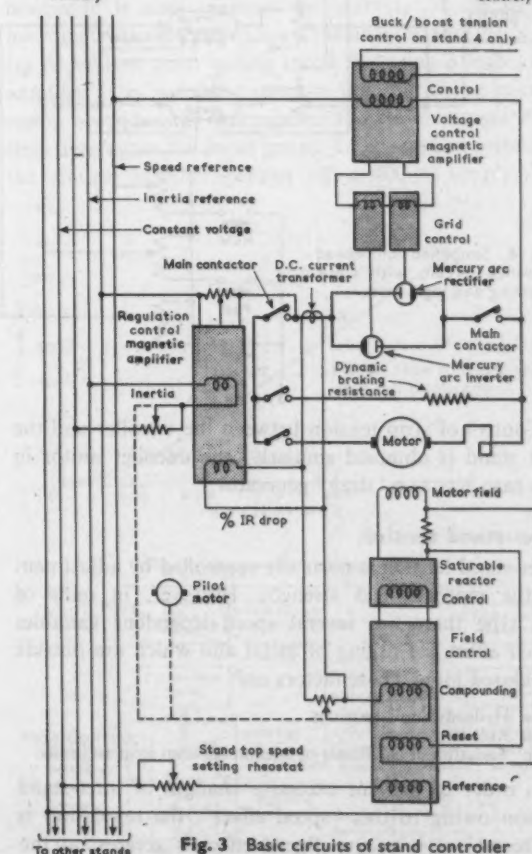 Buck/boost tension
control on stand 4 only
Control
Voltage
control
magnetic
amplifier
Speed reference
Inertia reference
Grid
control
Constant voltage
Main contactor
D.C. current
transformer
Mercury arc
rectifier
Regulation
control
magnetic
amplifier
Main
contactor
Mercury
arc inverter
Dynamic
braking
resistance
Inertia
Motor
% IR drop
Motor field
Saturable
reactor
Control
Pilot
motor
Field
control
Compounding
Reset
Stand top speed
setting rheostat
Reference
To other stands
Fig. 3 Basic circuits of stand controller